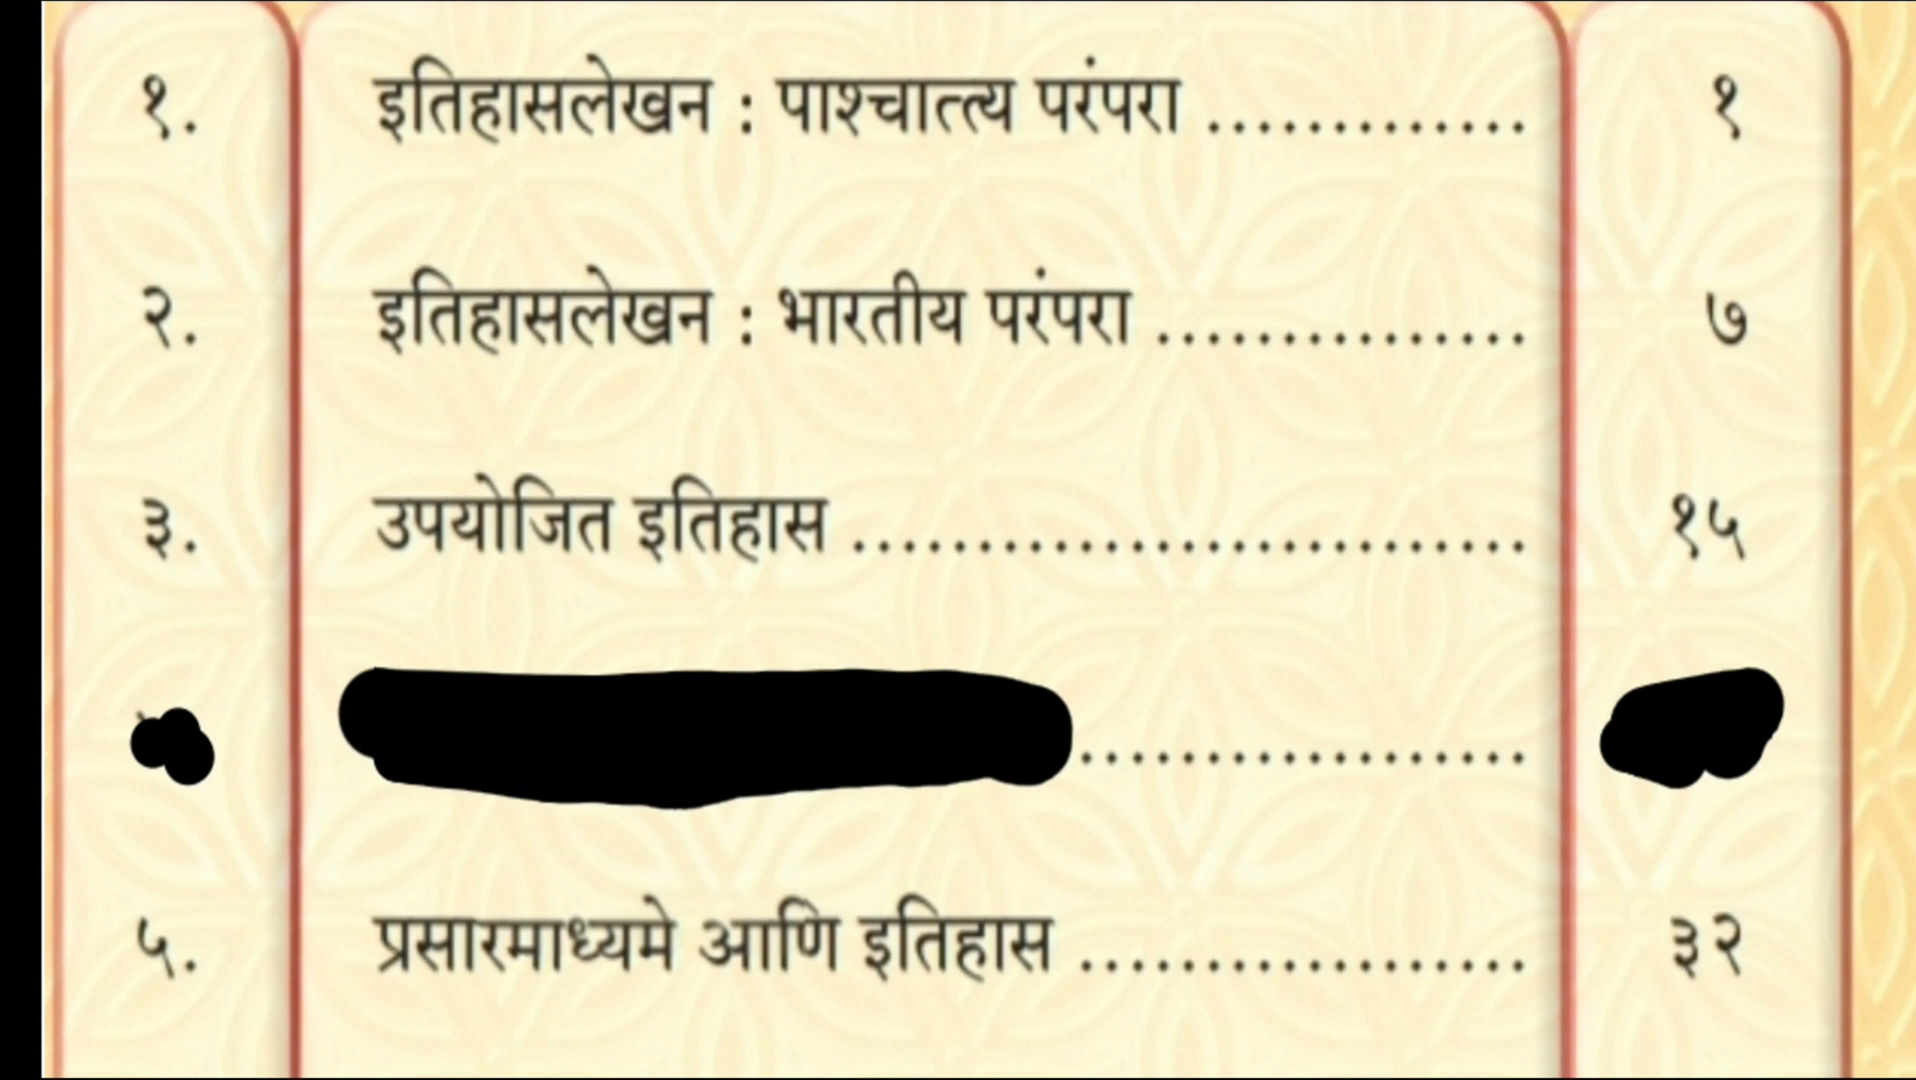 १. इतिहासलेखन : पाश्चात्त्य परंपरा ............. १
२. इतिहासलेखन : भारतीय परंपरा ............... ७
३. उपयोजित इतिहास ........................... १५
..................
५. प्रसारमाध्यमे आणि इतिहास .................. ३२